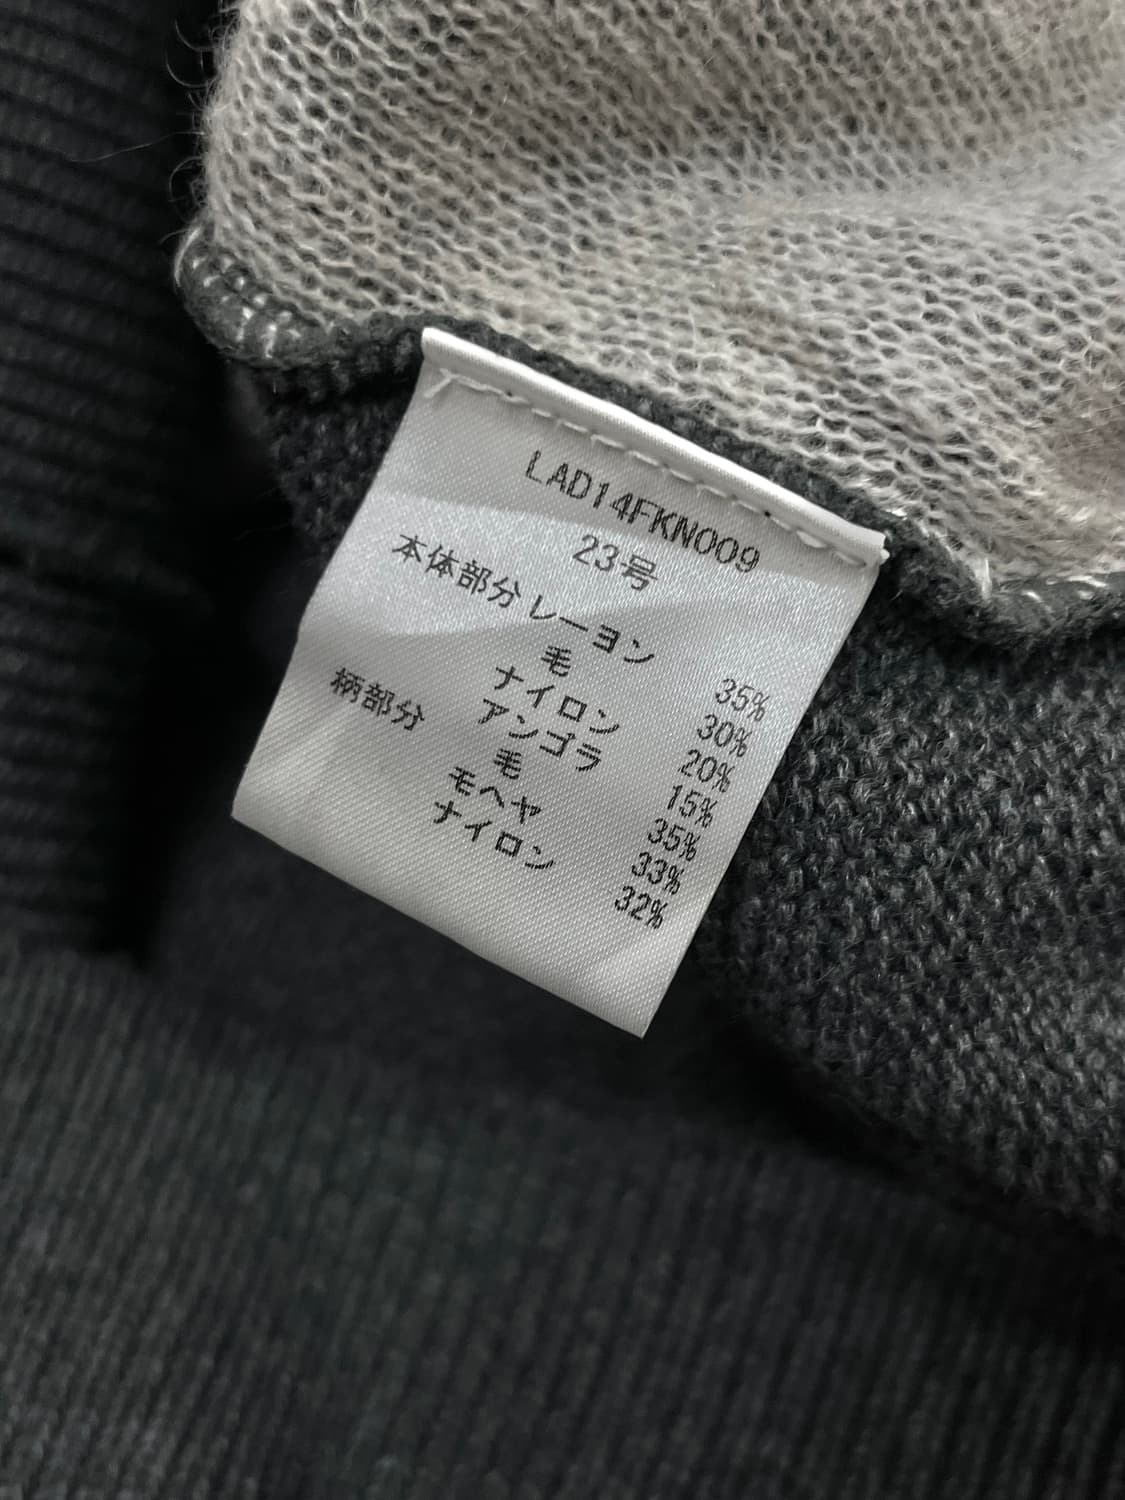 LAD14FKN009
23号
本体部分 レーヨン 35%
毛 30%
ナイロン 20%
アンゴラ 15%
柄部分 毛 35%
モヘヤ 33%
ナイロン 32%